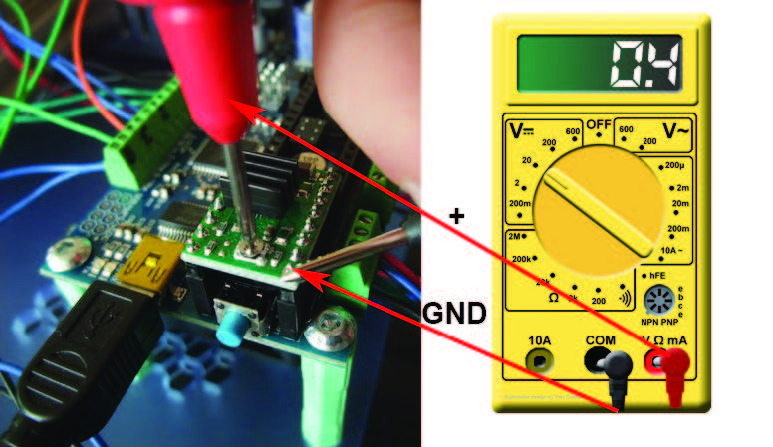 0.4
V⎓
600
OFF
600
V~
200
200
20
200µ
2
2m
200m
20m
2M
200m
200k
10A ~
20k
Ω
2k
200
hFE
e
b
c
e
NPN PNP
10A
COM
V Ω mA
+
GND